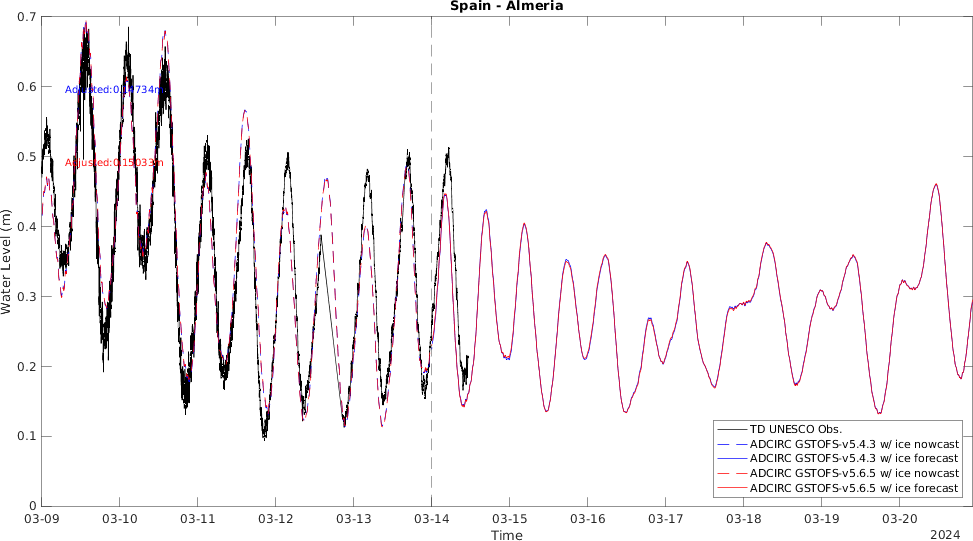 Spain - Almeria
0.7
0.6
0.5
0.4
0.3
0.2
0.1
0
Water Level (m)
Adjusted:0.15033m
03-09
03-10
03-11
03-12
03-13
03-14
03-15
03-16
03-17
03-18
03-19
03-20
Time
2024
TD UNESCO Obs.
ADCIRC GSTOFS-v5.4.3 w/ ice nowcast
ADCIRC GSTOFS-v5.4.3 w/ ice forecast
ADCIRC GSTOFS-v5.6.5 w/ ice nowcast
ADCIRC GSTOFS-v5.6.5 w/ ice forecast